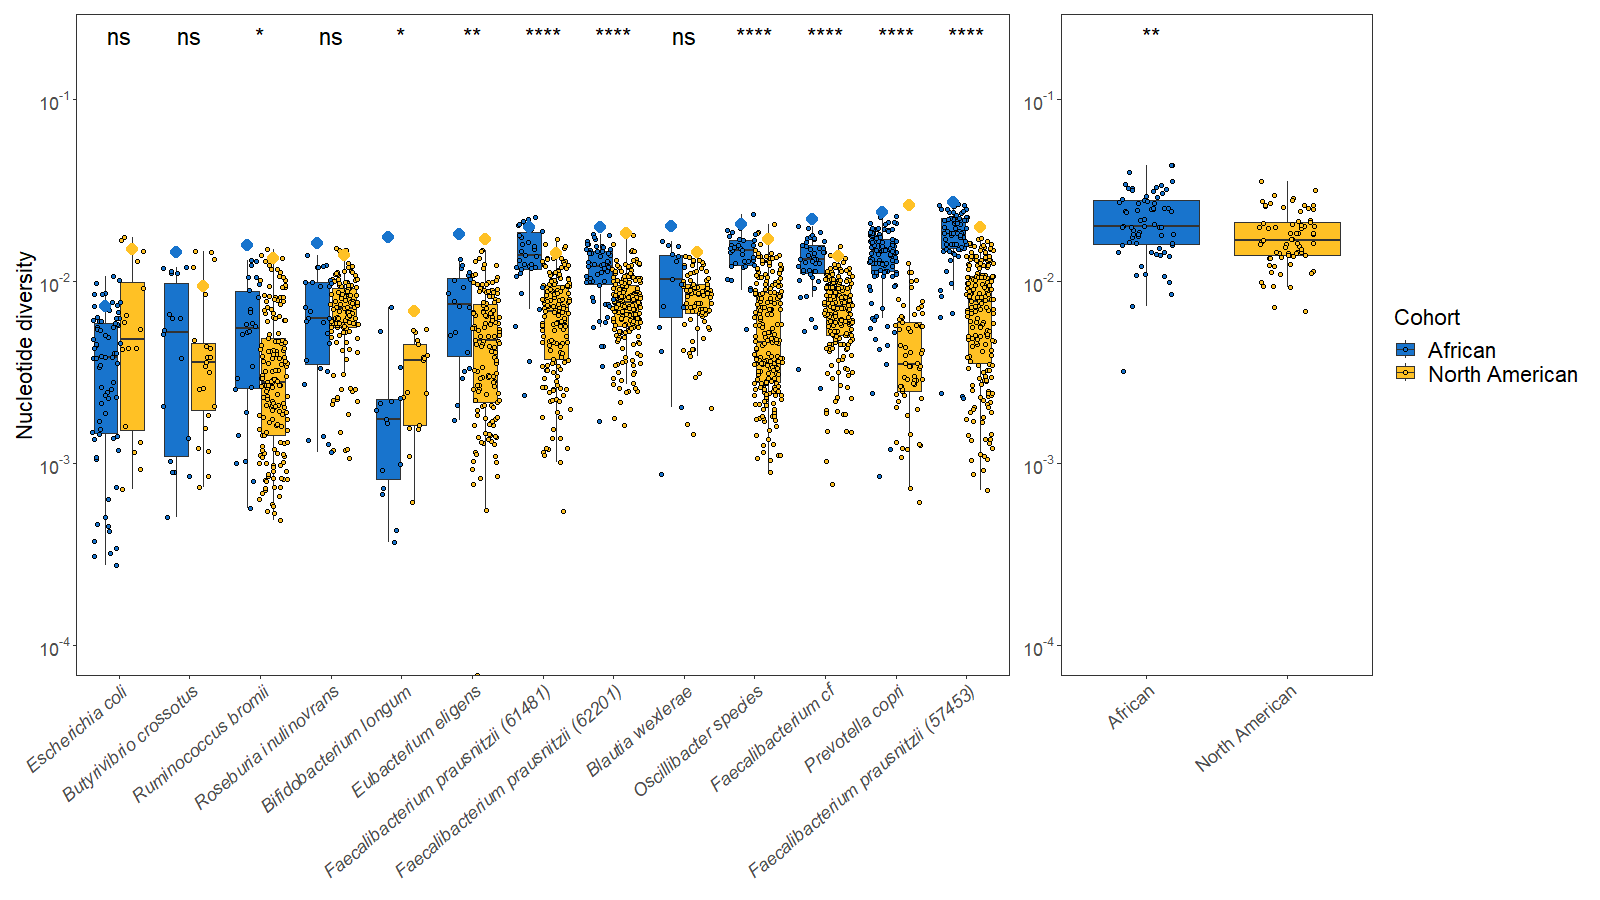 ns ns * ns * ** **** **** ns **** **** **** ****
**
10-1
10-2
10-3
10-4
Nucleotide diversity
10-1
10-2
10-3
10-4
Cohort
African
North American
Escherichia coli
Butyrivibrio crossotus
Ruminococcus bromii
Roseburia inulinovrans
Bifidobacterium longum
Eubacterium eligens
Faecalibacterium prausnitzii (61481)
Faecalibacterium prausnitzii (62201)
Blautia wexlerae
Oscillibacter species
Faecalibacterium cf
Prevotella copri
Faecalibacterium prausnitzii (57453)
African
North American